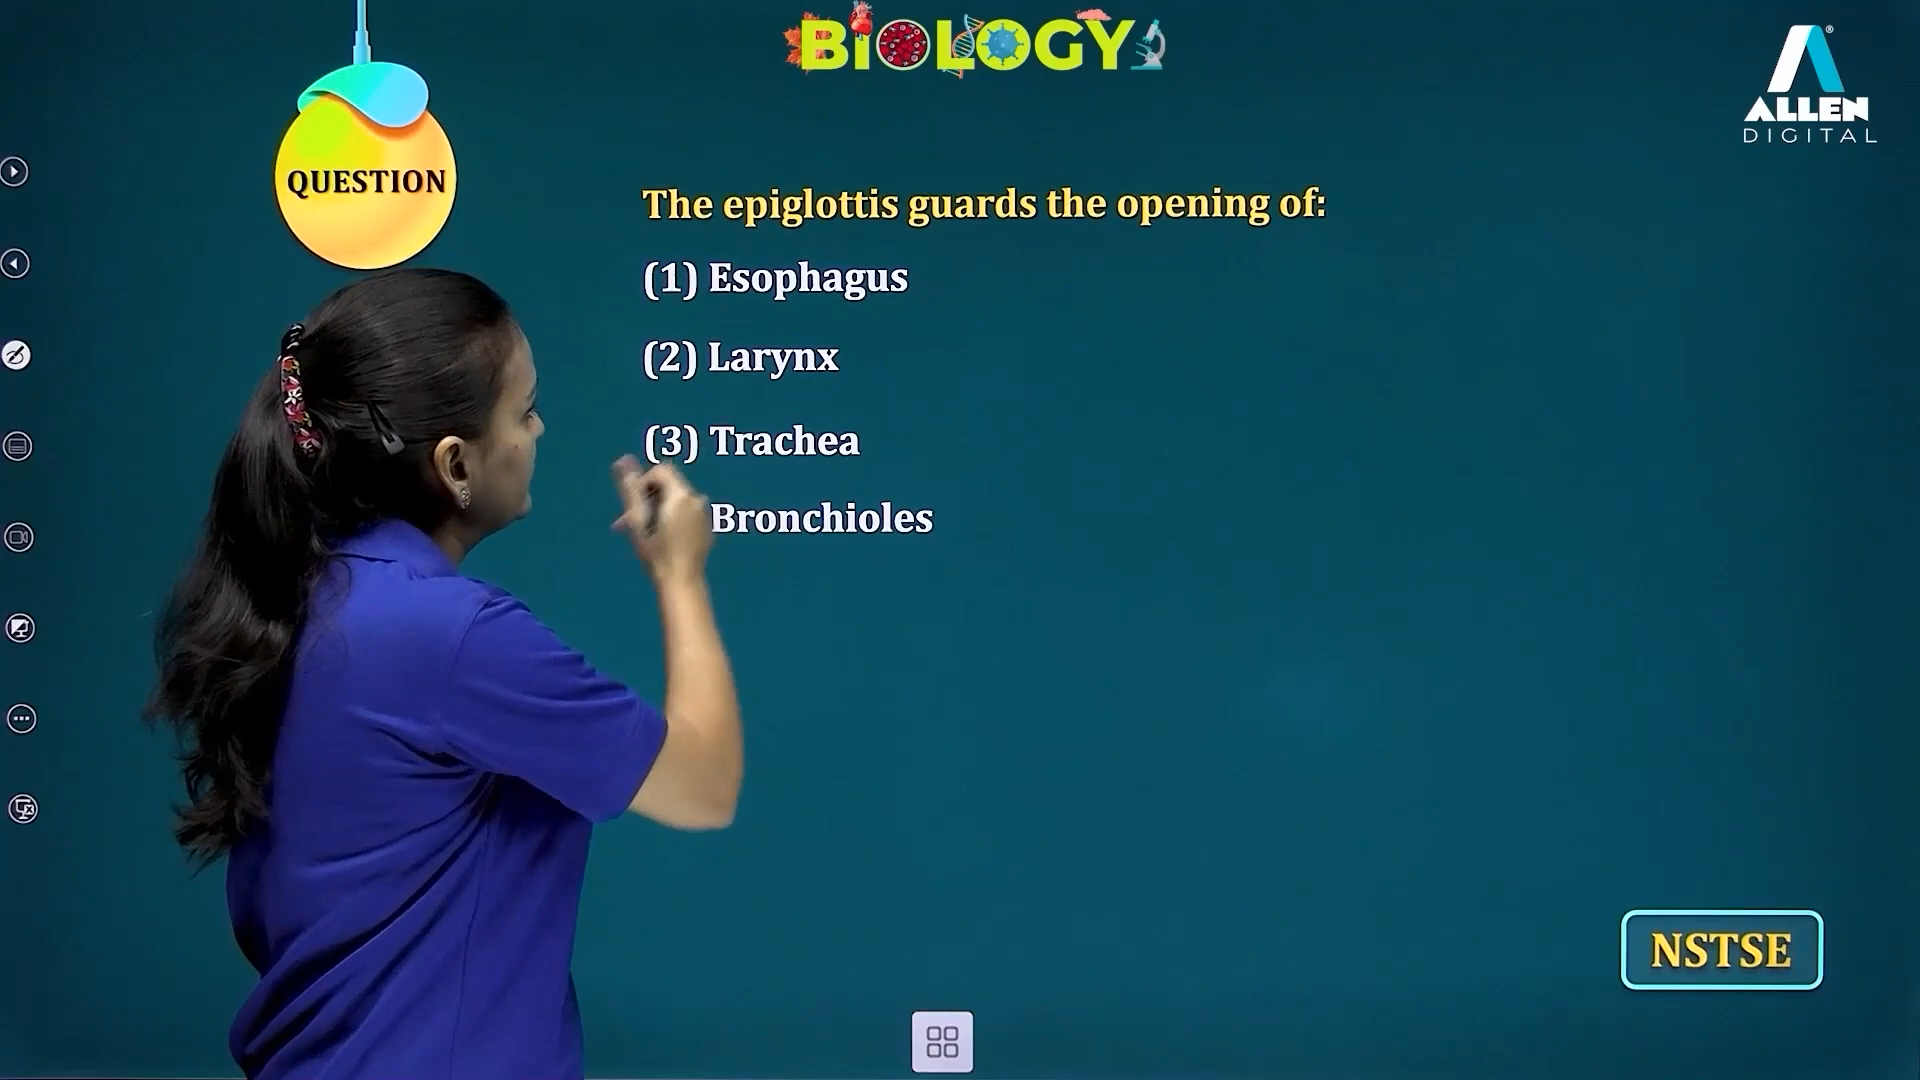 BIOLOGY
ALLEN
DIGITAL
QUESTION
The epiglottis guards the opening of:
(1) Esophagus
(2) Larynx
(3) Trachea
Bronchioles
NSTSE